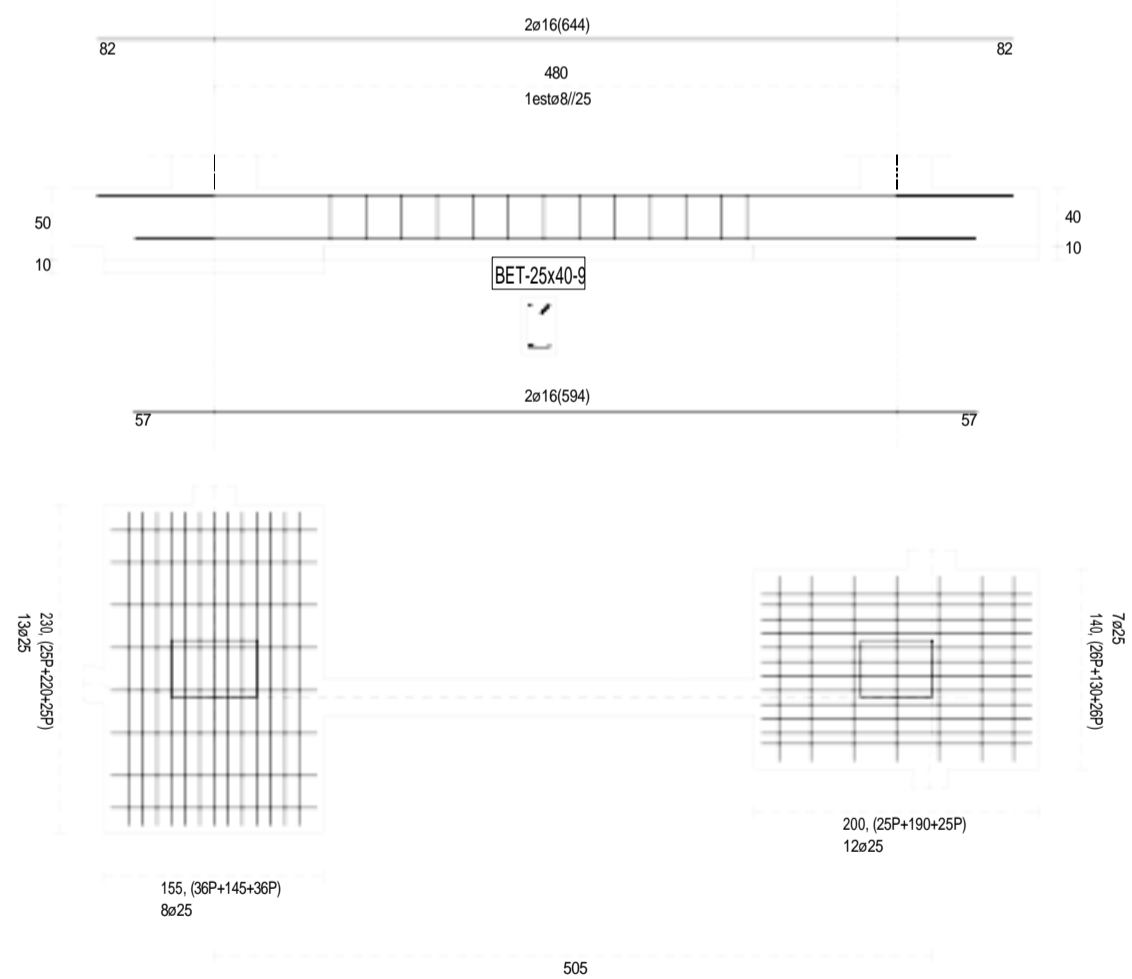 2ø16(644)
82
82
480
1estø8//25
50
10
40
10
BET-25x40-9
2ø16(594)
57
57
230, (25P+220+25P)
13ø25
7ø25
140, (26P+130+26P)
200, (25P+190+25P)
12ø25
155, (36P+145+36P)
8ø25
505